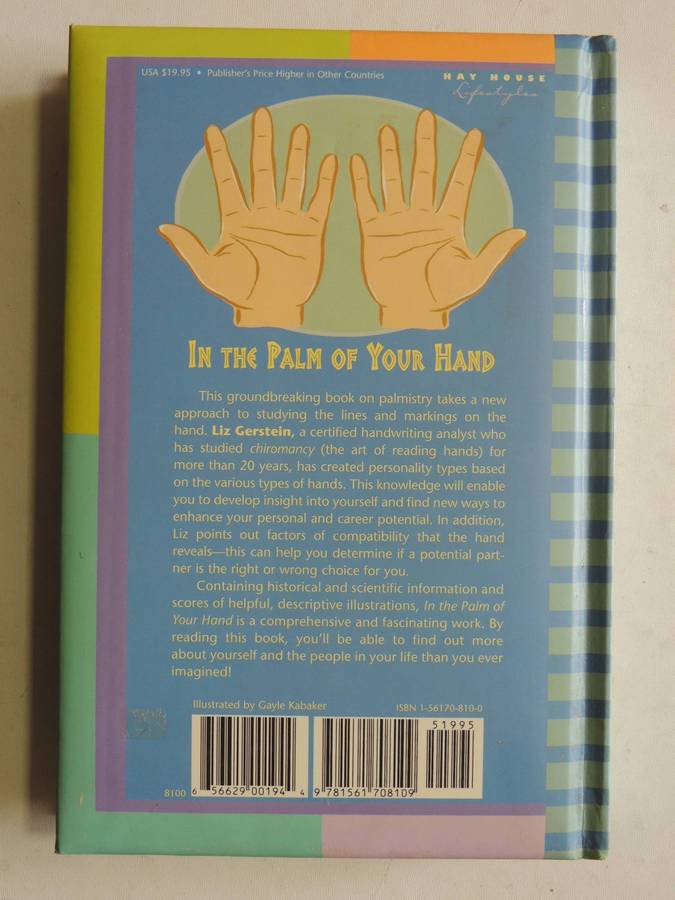 USA $19.95 • Publisher's Price Higher in Other Countries
HAY HOUSE
Lifestyles
IN THE PALM OF YOUR HAND
This groundbreaking book on palmistry takes a new
approach to studying the lines and markings on the
hand. Liz Gerstein, a certified handwriting analyst who
has studied chiromancy (the art of reading hands) for
more than 20 years, has created personality types based
on the various types of hands. This knowledge will enable
you to develop insight into yourself and find new ways to
enhance your personal and career potential. In addition,
Liz points out factors of compatibility that the hand
reveals—this can help you determine if a potential part-
ner is the right or wrong choice for you.
Containing historical and scientific information and
scores of helpful, descriptive illustrations, In the Palm of
Your Hand is a comprehensive and fascinating work. By
reading this book, you'll be able to find out more
about yourself and the people in your life than you ever
imagined!
Illustrated by Gayle Kabaker
ISBN 1-56170-810-0
51995
8100
6 56629 00194 4
9 781561 708109